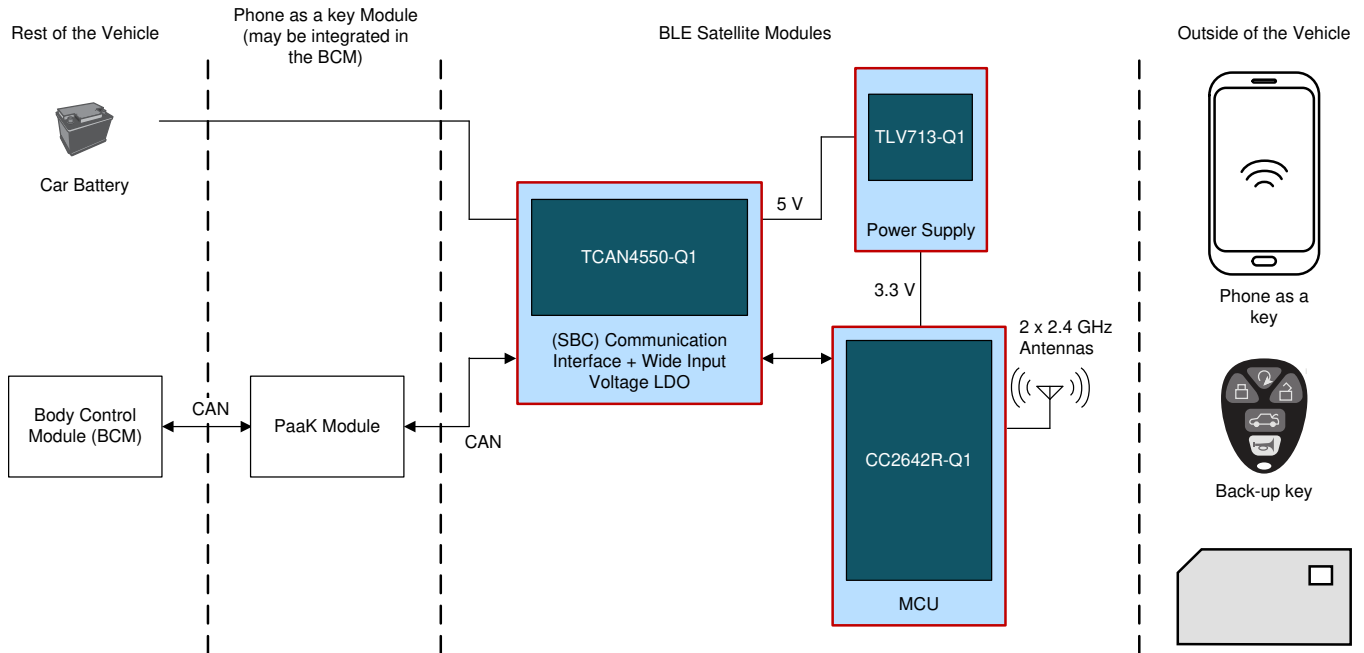 Rest of the Vehicle
Phone as a key Module
(may be integrated in
the BCM)
BLE Satellite Modules
Outside of the Vehicle
Car Battery
TLV713-Q1
Power Supply
5 V
TCAN4550-Q1
(SBC) Communication
Interface + Wide Input
Voltage LDO
3.3 V
2 x 2.4 GHz
Antennas
Phone as a
key
Body Control
Module (BCM)
CAN
PaaK Module
CAN
CC2642R-Q1
MCU
Back-up key